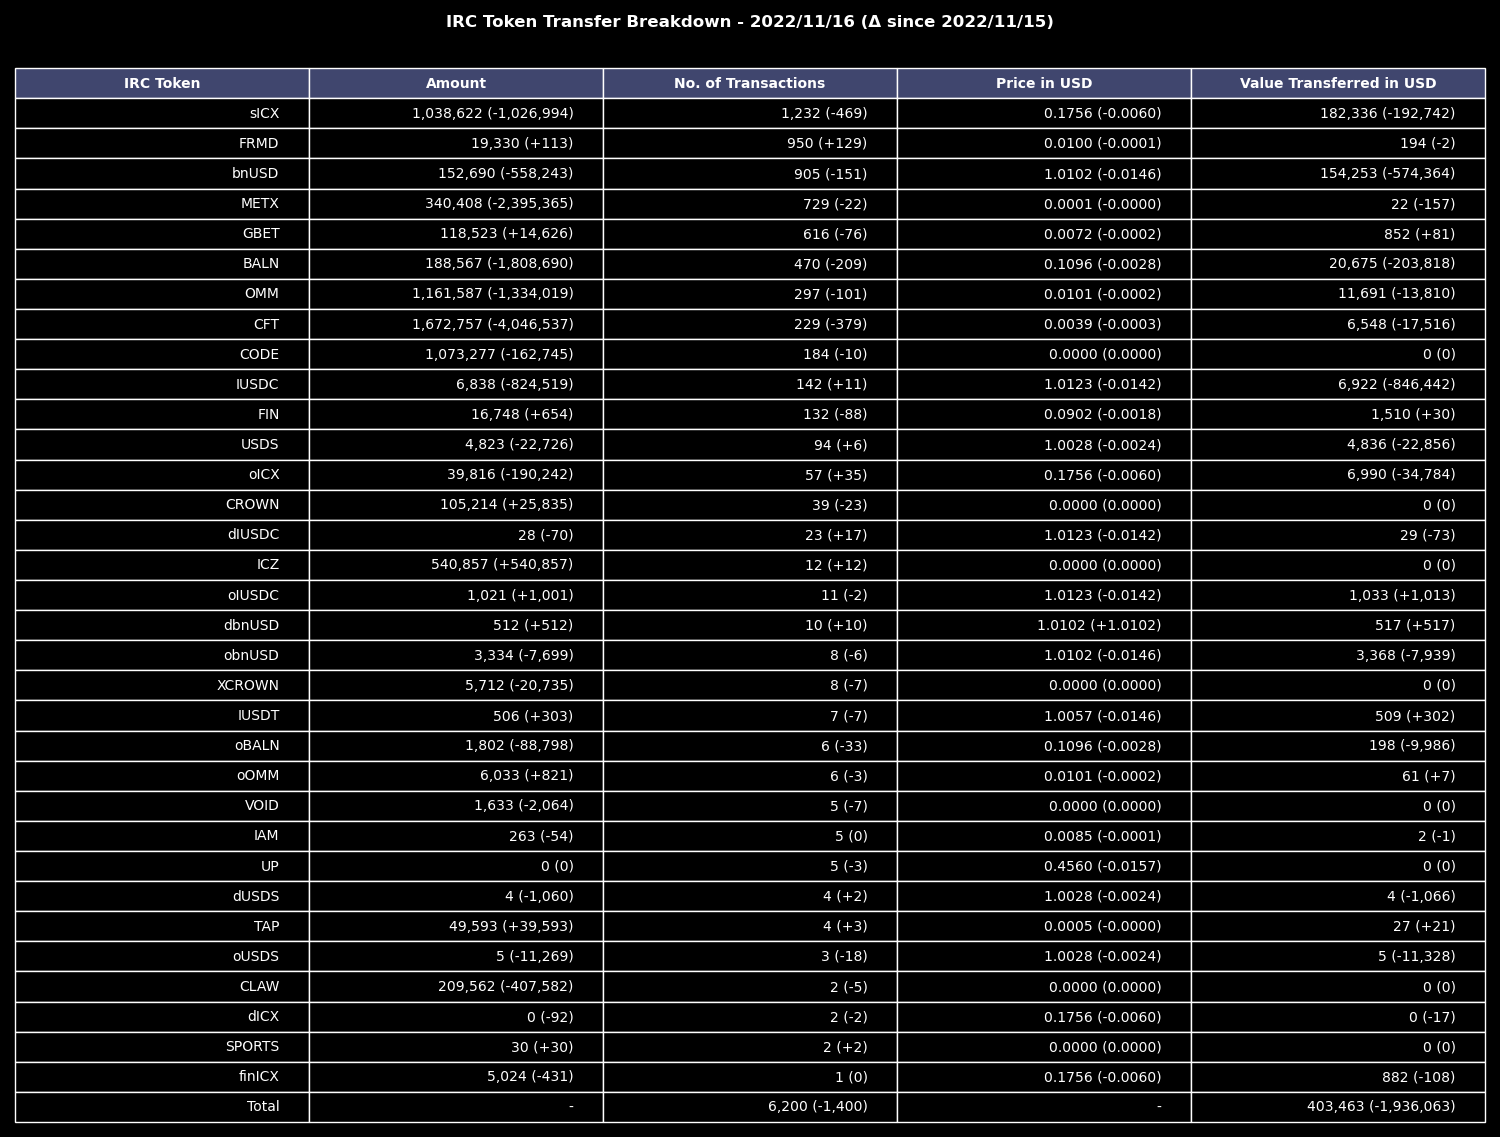 IRC Token Transfer Breakdown - 2022/11/16 (Δ since 2022/11/15)
IRC Token Amount No. of Transactions Price in USD Value Transferred in USD
sICX 1,038,622 (-1,026,994) 1,232 (-469) 0.1756 (-0.0060) 182,336 (-192,742)
FRMD 19,330 (+113) 950 (+129) 0.0100 (-0.0001) 194 (-2)
bnUSD 152,690 (-558,243) 905 (-151) 1.0102 (-0.0146) 154,253 (-574,364)
METX 340,408 (-2,395,365) 729 (-22) 0.0001 (-0.0000) 22 (-157)
GBET 118,523 (+14,626) 616 (-76) 0.0072 (-0.0002) 852 (+81)
BALN 188,567 (-1,808,690) 470 (-209) 0.1096 (-0.0028) 20,675 (-203,818)
OMM 1,161,587 (-1,334,019) 297 (-101) 0.0101 (-0.0002) 11,691 (-13,810)
CFT 1,672,757 (-4,046,537) 229 (-379) 0.0039 (-0.0003) 6,548 (-17,516)
CODE 1,073,277 (-162,745) 184 (-10) 0.0000 (0.0000) 0 (0)
IUSDC 6,838 (-824,519) 142 (+11) 1.0123 (-0.0142) 6,922 (-846,442)
FIN 16,748 (+654) 132 (-88) 0.0902 (-0.0018) 1,510 (+30)
USDS 4,823 (-22,726) 94 (+6) 1.0028 (-0.0024) 4,836 (-22,856)
oICX 39,816 (-190,242) 57 (+35) 0.1756 (-0.0060) 6,990 (-34,784)
CROWN 105,214 (+25,835) 39 (-23) 0.0000 (0.0000) 0 (0)
dIUSDC 28 (-70) 23 (+17) 1.0123 (-0.0142) 29 (-73)
ICZ 540,857 (+540,857) 12 (+12) 0.0000 (0.0000) 0 (0)
oIUSDC 1,021 (+1,001) 11 (-2) 1.0123 (-0.0142) 1,033 (+1,013)
dbnUSD 512 (+512) 10 (+10) 1.0102 (+1.0102) 517 (+517)
obnUSD 3,334 (-7,699) 8 (-6) 1.0102 (-0.0146) 3,368 (-7,939)
XCROWN 5,712 (-20,735) 8 (-7) 0.0000 (0.0000) 0 (0)
IUSDT 506 (+303) 7 (-7) 1.0057 (-0.0146) 509 (+302)
oBALN 1,802 (-88,798) 6 (-33) 0.1096 (-0.0028) 198 (-9,986)
oOMM 6,033 (+821) 6 (-3) 0.0101 (-0.0002) 61 (+7)
VOID 1,633 (-2,064) 5 (-7) 0.0000 (0.0000) 0 (0)
IAM 263 (-54) 5 (0) 0.0085 (-0.0001) 2 (-1)
UP 0 (0) 5 (-3) 0.4560 (-0.0157) 0 (0)
dUSDS 4 (-1,060) 4 (+2) 1.0028 (-0.0024) 4 (-1,066)
TAP 49,593 (+39,593) 4 (+3) 0.0005 (-0.0000) 27 (+21)
oUSDS 5 (-11,269) 3 (-18) 1.0028 (-0.0024) 5 (-11,328)
CLAW 209,562 (-407,582) 2 (-5) 0.0000 (0.0000) 0 (0)
dICX 0 (-92) 2 (-2) 0.1756 (-0.0060) 0 (-17)
SPORTS 30 (+30) 2 (+2) 0.0000 (0.0000) 0 (0)
finICX 5,024 (-431) 1 (0) 0.1756 (-0.0060) 882 (-108)
Total - 6,200 (-1,400) - 403,463 (-1,936,063)